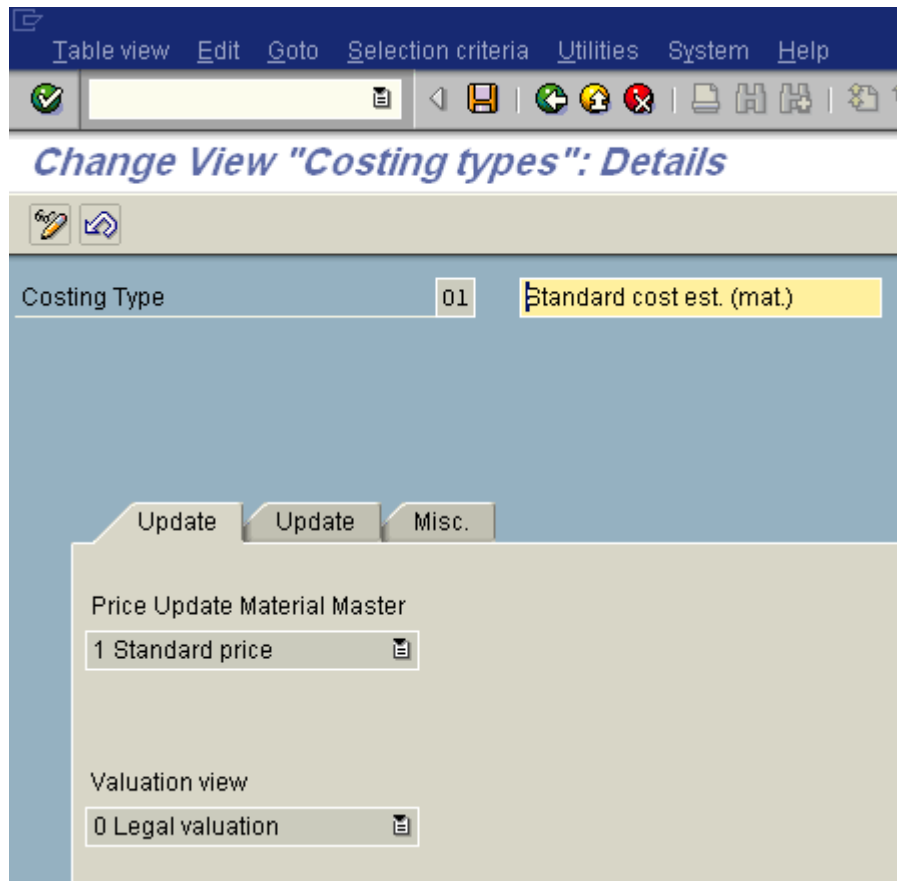 Table view Edit Goto Selection criteria Utilities System Help
Change View "Costing types": Details
Costing Type 01 Standard cost est. (mat.)
Update Update Misc.
Price Update Material Master
1 Standard price
Valuation view
0 Legal valuation